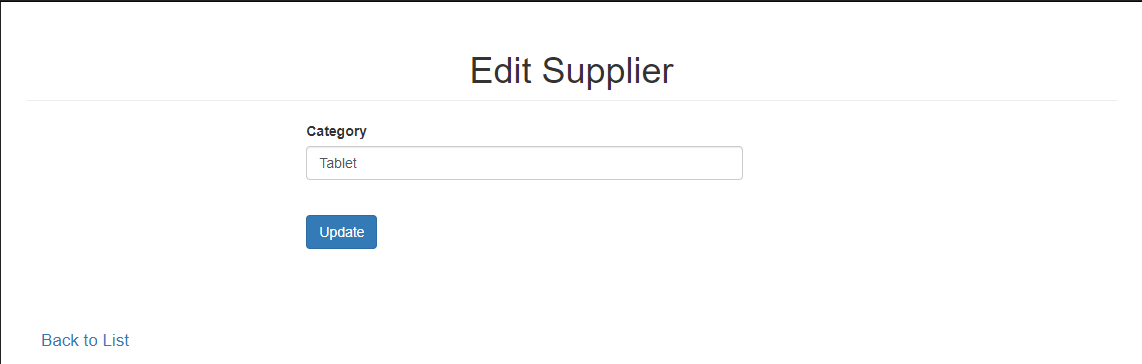 Edit Supplier
Category
Tablet
Update
Back to List